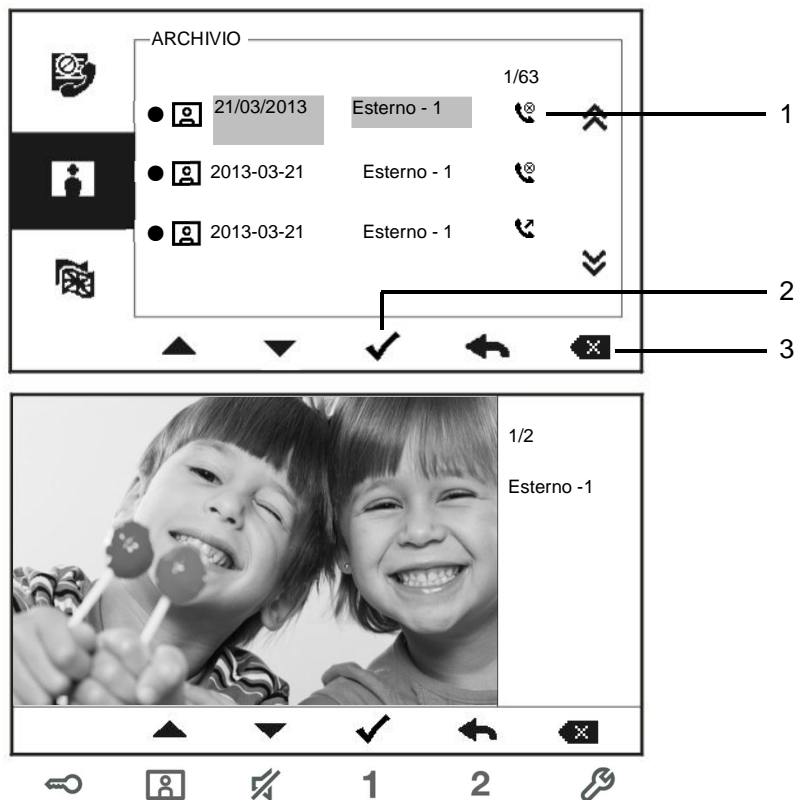 ARCHIVIO
1/63
21/03/2013 Esterno - 1
1
2013-03-21 Esterno - 1
2013-03-21 Esterno - 1
2
3
1/2
Esterno -1
1 2